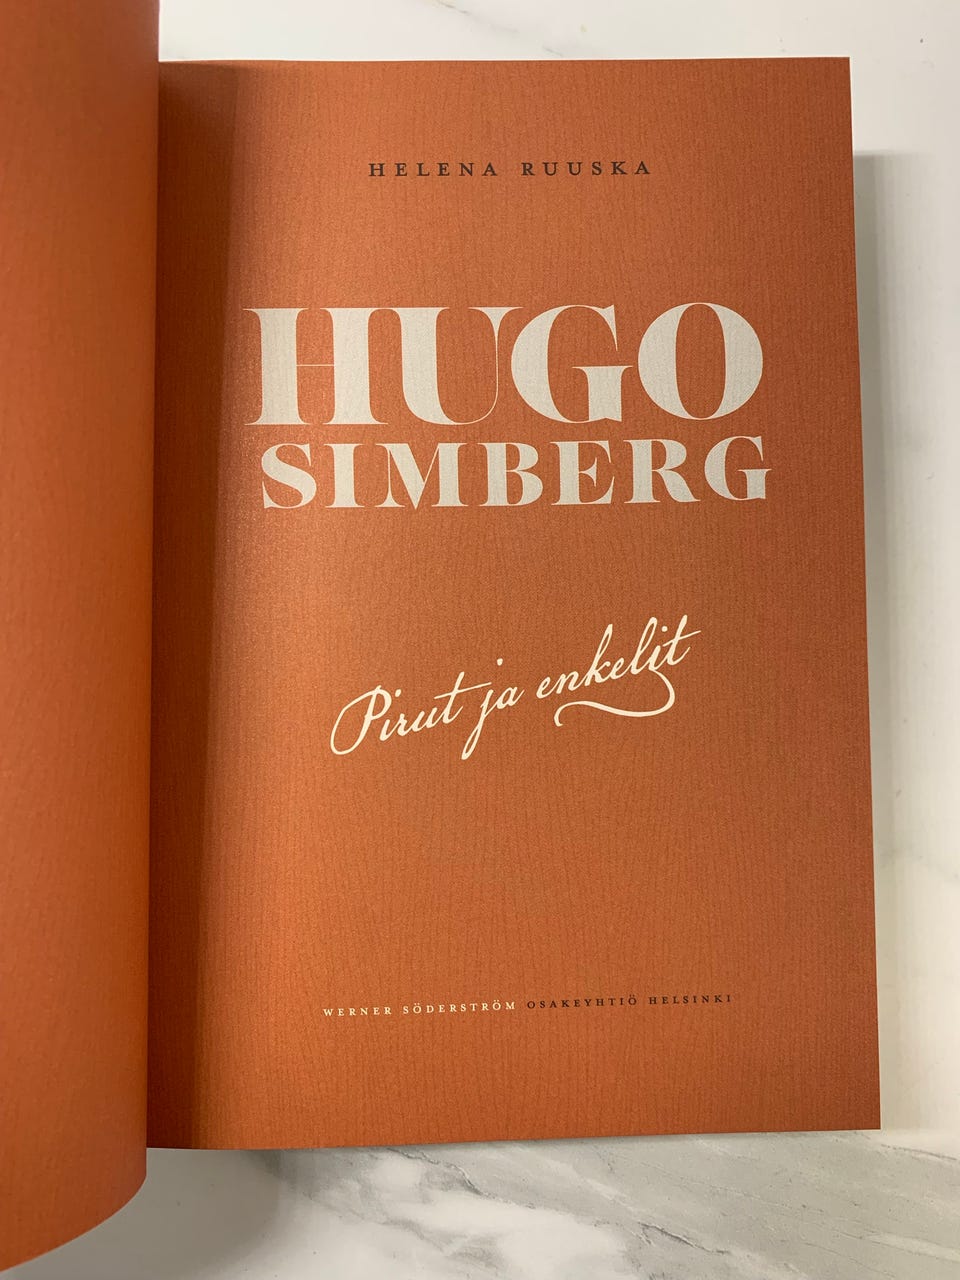 HELENA RUUSKA
HUGO
SIMBERG
Pirut ja enkelit
WERNER SÖDERSTRÖM OSAKEYHTIÖ HELSINKI